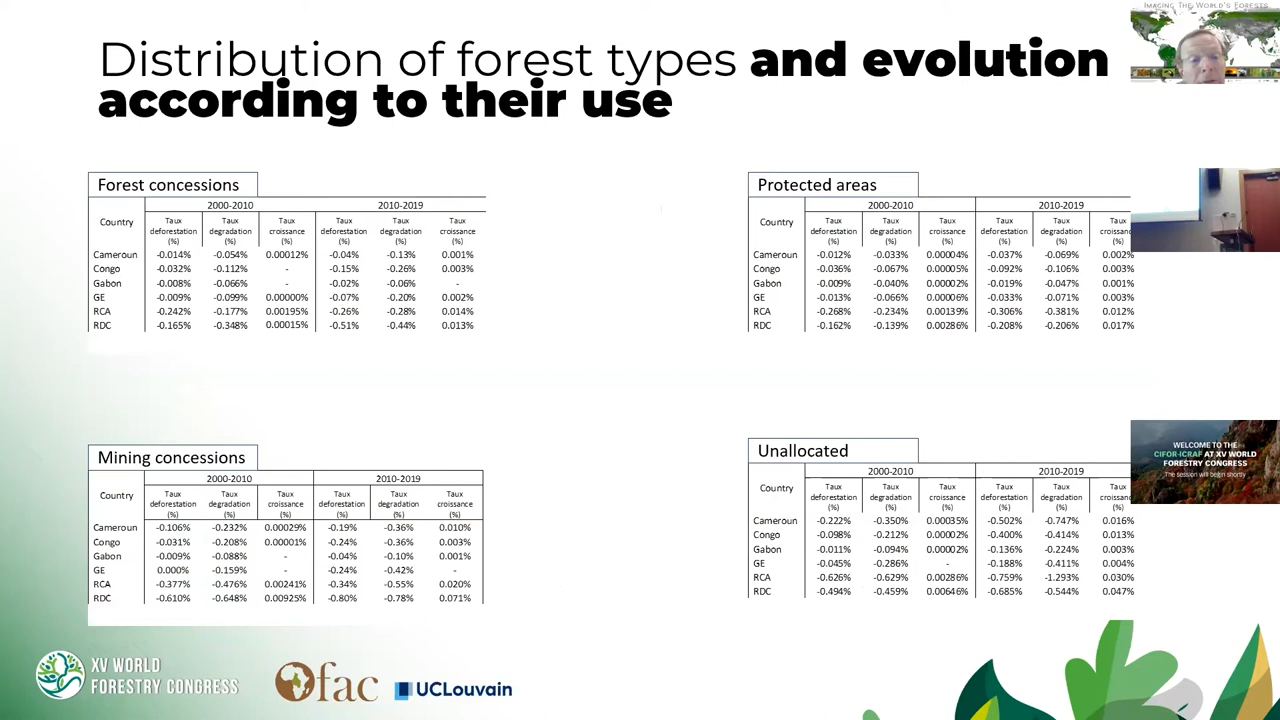 IMAGING THE WORLD'S FORESTS
Distribution of forest types and evolution
according to their use
Forest concessions
2000-2010 2010-2019
Country Taux deforestation (%) Taux degradation (%) Taux croissance (%) Taux deforestation (%) Taux degradation (%) Taux croissance (%)
Cameroun -0.014% -0.054% 0.00012% -0.04% -0.13% 0.001%
Congo -0.032% -0.112% - -0.15% -0.26% 0.003%
Gabon -0.008% -0.066% - -0.02% -0.06% -
GE -0.009% -0.099% 0.00000% -0.07% -0.20% 0.002%
RCA -0.242% -0.177% 0.00195% -0.26% -0.28% 0.014%
RDC -0.165% -0.348% 0.00015% -0.51% -0.44% 0.013%
Protected areas
2000-2010 2010-2019
Country Taux deforestation (%) Taux degradation (%) Taux croissance (%) Taux deforestation (%) Taux degradation (%) Taux croiss (%)
Cameroun -0.012% -0.033% 0.00004% -0.037% -0.069% 0.002%
Congo -0.036% -0.067% 0.00005% -0.092% -0.106% 0.003%
Gabon -0.009% -0.040% 0.00002% -0.019% -0.047% 0.001%
GE -0.013% -0.066% 0.00006% -0.033% -0.071% 0.003%
RCA -0.268% -0.234% 0.00139% -0.306% -0.381% 0.012%
RDC -0.162% -0.139% 0.00286% -0.208% -0.206% 0.017%
Mining concessions
2000-2010 2010-2019
Country Taux deforestation (%) Taux degradation (%) Taux croissance (%) Taux deforestation (%) Taux degradation (%) Taux croissance (%)
Cameroun -0.106% -0.232% 0.00029% -0.19% -0.36% 0.010%
Congo -0.031% -0.208% 0.00001% -0.24% -0.36% 0.003%
Gabon -0.009% -0.088% - -0.04% -0.10% 0.001%
GE 0.000% -0.159% - -0.24% -0.42% -
RCA -0.377% -0.476% 0.00241% -0.34% -0.55% 0.020%
RDC -0.610% -0.648% 0.00925% -0.80% -0.78% 0.071%
Unallocated
2000-2010 2010-2019
Country Taux deforestation (%) Taux degradation (%) Taux croissance (%) Taux deforestation (%) Taux degradation (%) Taux croiss (%)
Cameroun -0.222% -0.350% 0.00035% -0.502% -0.747% 0.016%
Congo -0.098% -0.212% 0.00002% -0.400% -0.414% 0.013%
Gabon -0.011% -0.094% 0.00002% -0.136% -0.224% 0.003%
GE -0.045% -0.286% - -0.188% -0.411% 0.004%
RCA -0.626% -0.629% 0.00286% -0.759% -1.293% 0.030%
RDC -0.494% -0.459% 0.00646% -0.685% -0.544% 0.047%
WELCOME TO THE
CIFOR-ICRAF AT XV WORLD
FORESTRY CONGRESS
The session will begin shortly
XV WORLD
FORESTRY CONGRESS
Ofac
UCLouvain